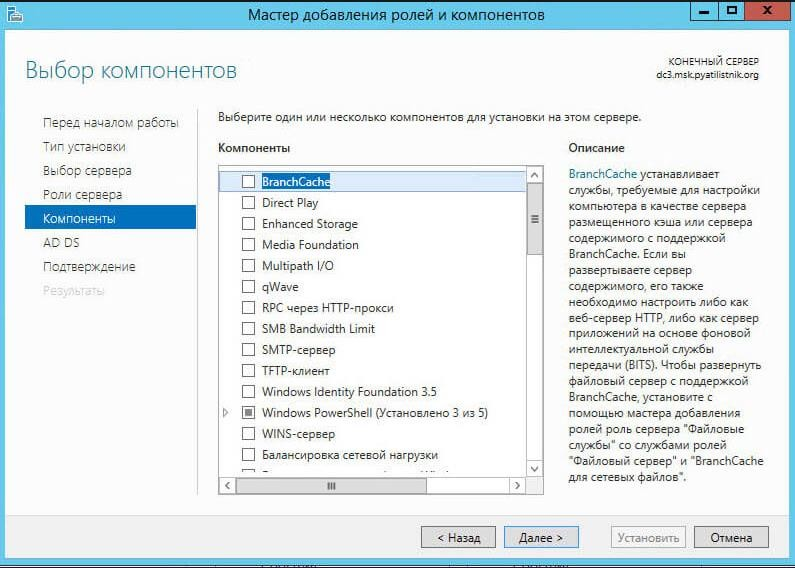 Мастер добавления ролей и компонентов
Выбор компонентов
КОНЕЧНЫЙ СЕРВЕР
dc3.msk.pyatilistnik.org
Перед началом работы
Тип установки
Выбор сервера
Роли сервера
Компоненты
AD DS
Подтверждение
Результаты
Выберите один или несколько компонентов для установки на этом сервере.
Компоненты
BranchCache
Direct Play
Enhanced Storage
Media Foundation
Multipath I/O
qWave
RPC через HTTP-прокси
SMB Bandwidth Limit
SMTP-сервер
TFTP-клиент
Windows Identity Foundation 3.5
Windows PowerShell (Установлено 3 из 5)
WINS-сервер
Балансировка сетевой нагрузки
Описание
BranchCache устанавливает
службы, требуемые для настройки
компьютера в качестве сервера
размещенного кэша или сервера
содержимого с поддержкой
BranchCache. Если вы
развертываете сервер
содержимого, его также
необходимо настроить либо как
веб-сервер HTTP, либо как сервер
приложений на основе фоновой
интеллектуальной службы
передачи (BITS). Чтобы развернуть
файловый сервер с поддержкой
BranchCache, установите с
помощью мастера добавления
ролей роль сервера "Файловые
службы" со службами ролей
"Файловый сервер" и "BranchCache
для сетевых файлов".
< Назад
Далее >
Установить
Отмена